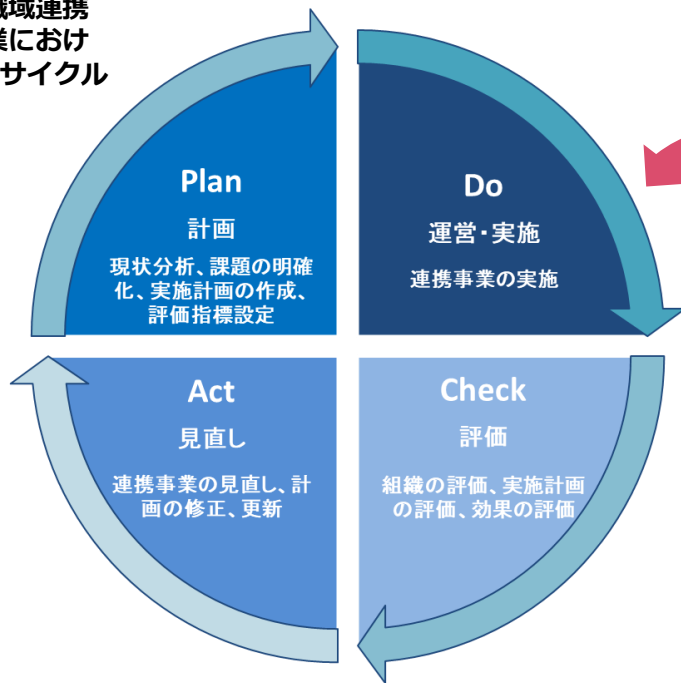 域連携
業におけ
サイクル
Plan
計画
現状分析、課題の明確
化、実施計画の作成、
評価指標設定
Do
運営・実施
連携事業の実施
Act
見直し
連携事業の見直し、計
画の修正、更新
Check
評価
組織の評価、実施計画
の評価、効果の評価